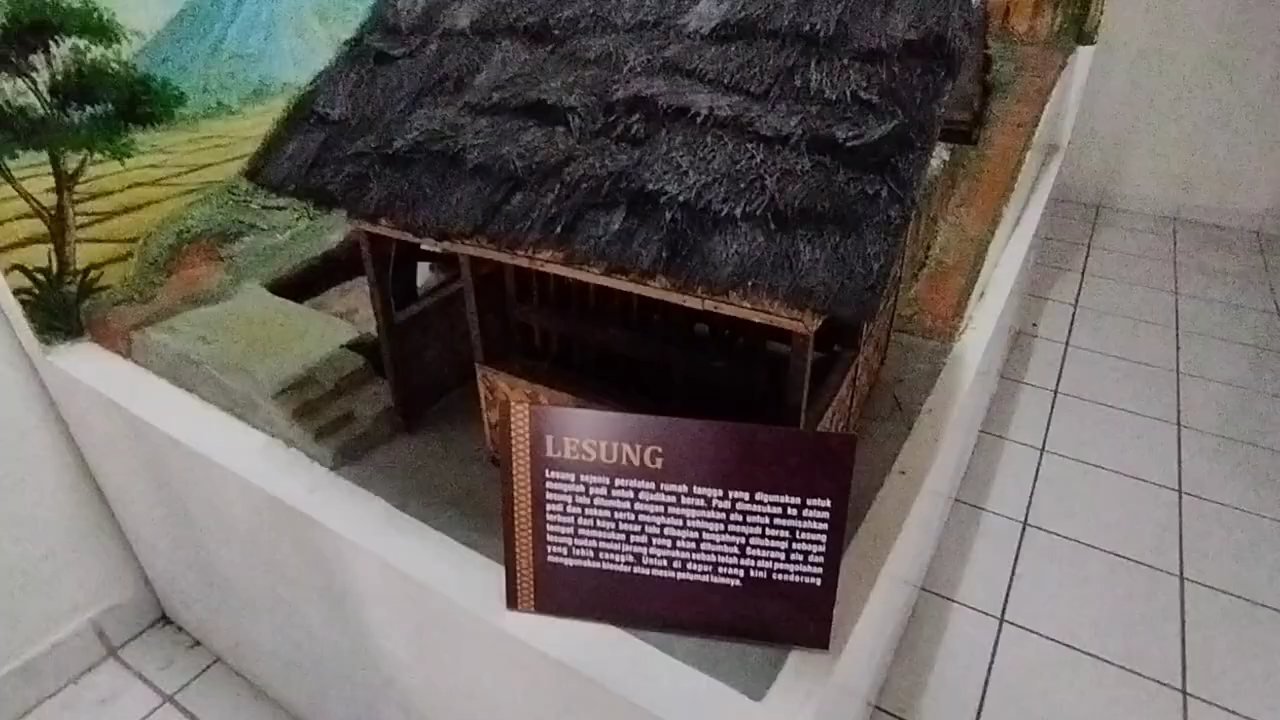 LESUNG
Lesung sejenis peralatan rumah tangga yang digunakan untuk
mengolah padi untuk dijadikan beras. Padi dimasukan ke dalam
lesung lalu ditumbuk dengan menggunakan alu untuk memisahkan
padi dan sekam serta menghalus sehingga menjadi beras. Lesung
terbuat dari kayu besar lalu dibagian tengahnya dilubangi sebagai
tempat memasukan padi yang akan ditumbuk. Sekarang alu dan
lesung sudah mulai jarang digunakan sebab telah ada alat pengolahan
yang lebih canggih. Untuk di dapur orang kini cenderung
menggunakan blender atau mesin pelumat lainnya.